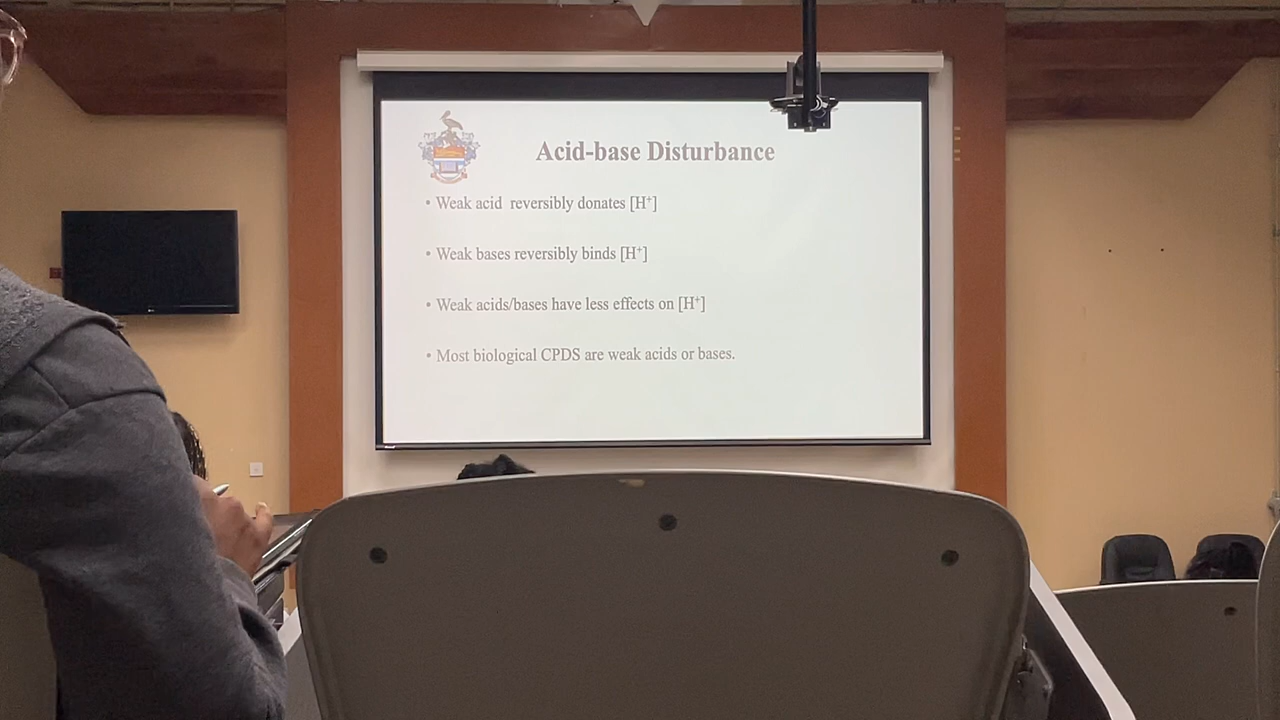 Acid-base Disturbance
• Weak acid reversibly donates [H⁺]
• Weak bases reversibly binds [H⁺]
• Weak acids/bases have less effects on [H⁺]
• Most biological CPDS are weak acids or bases.